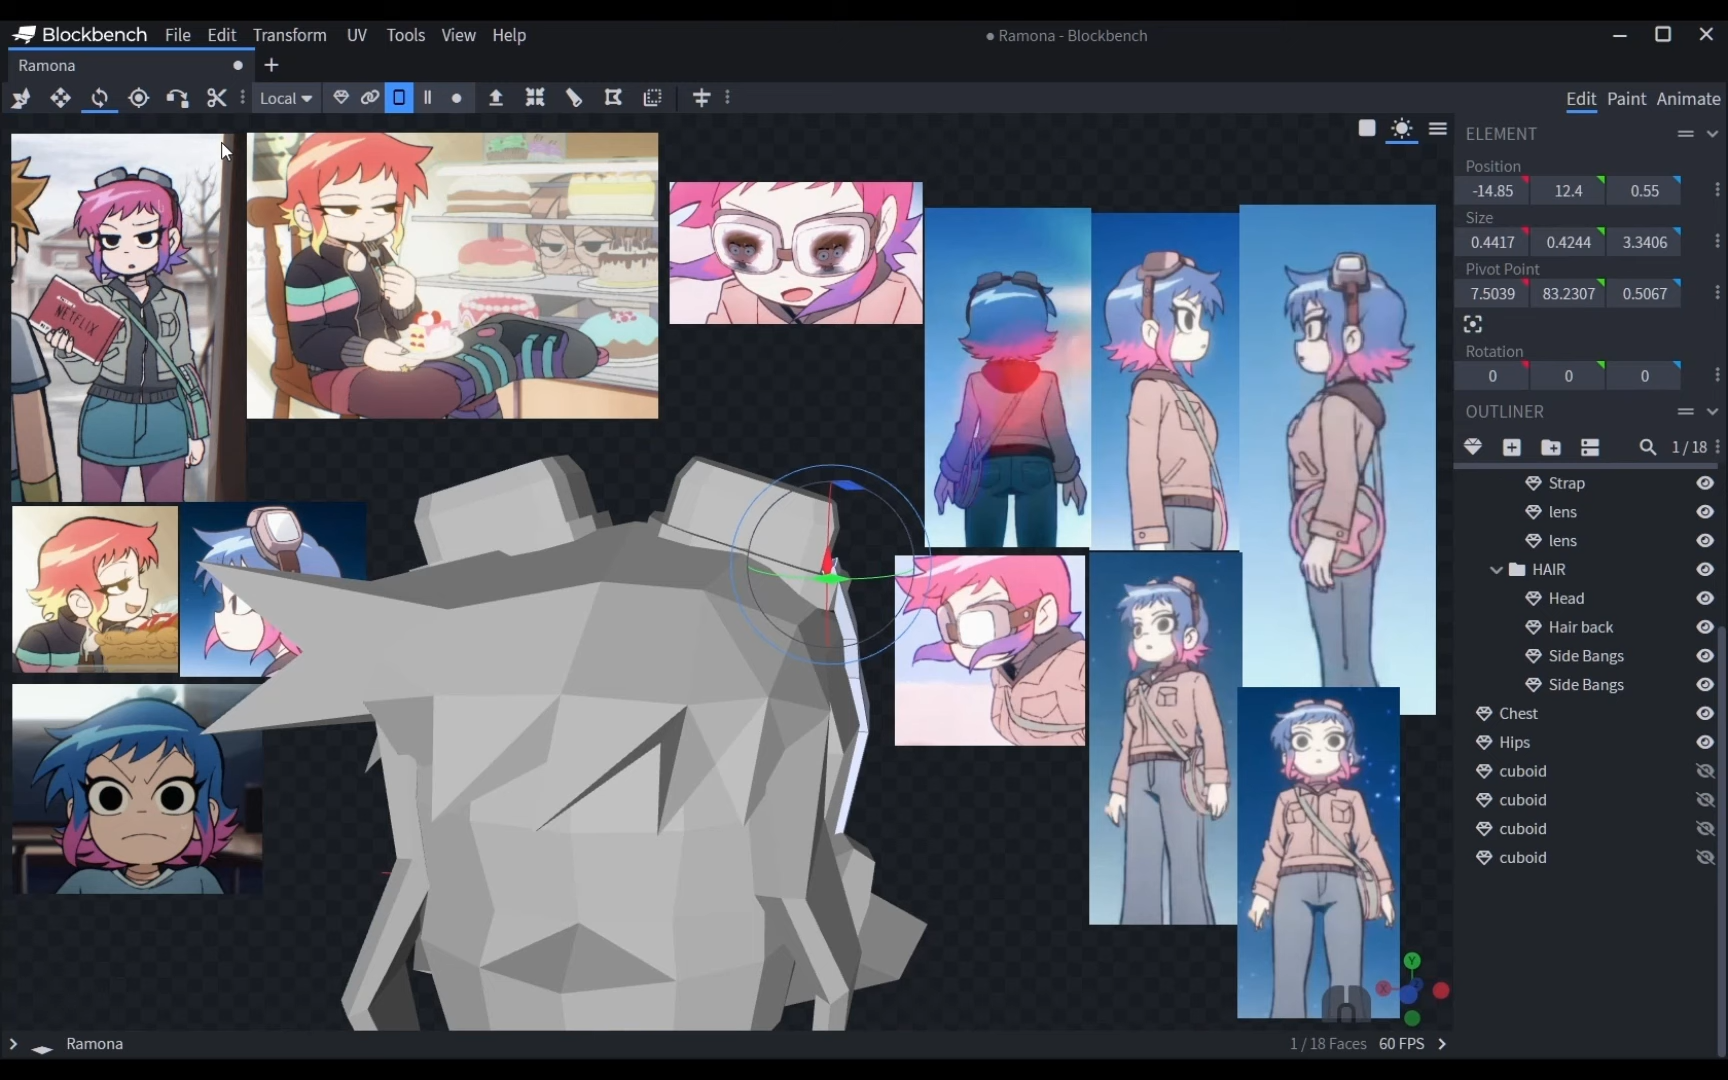 Blockbench File Edit Transform UV Tools View Help
Ramona - Blockbench
Ramona
Local
Edit Paint Animate
ELEMENT
Position
-14.85 12.4 0.55
Size
0.4417 0.4244 3.3406
Pivot Point
7.5039 83.2307 0.5067
Rotation
0 0 0
OUTLINER
1 / 18
Strap
lens
lens
HAIR
Head
Hair back
Side Bangs
Side Bangs
Chest
Hips
cuboid
cuboid
cuboid
cuboid
NETFLIX
Y
X
Z
Ramona
1 / 18 Faces 60 FPS